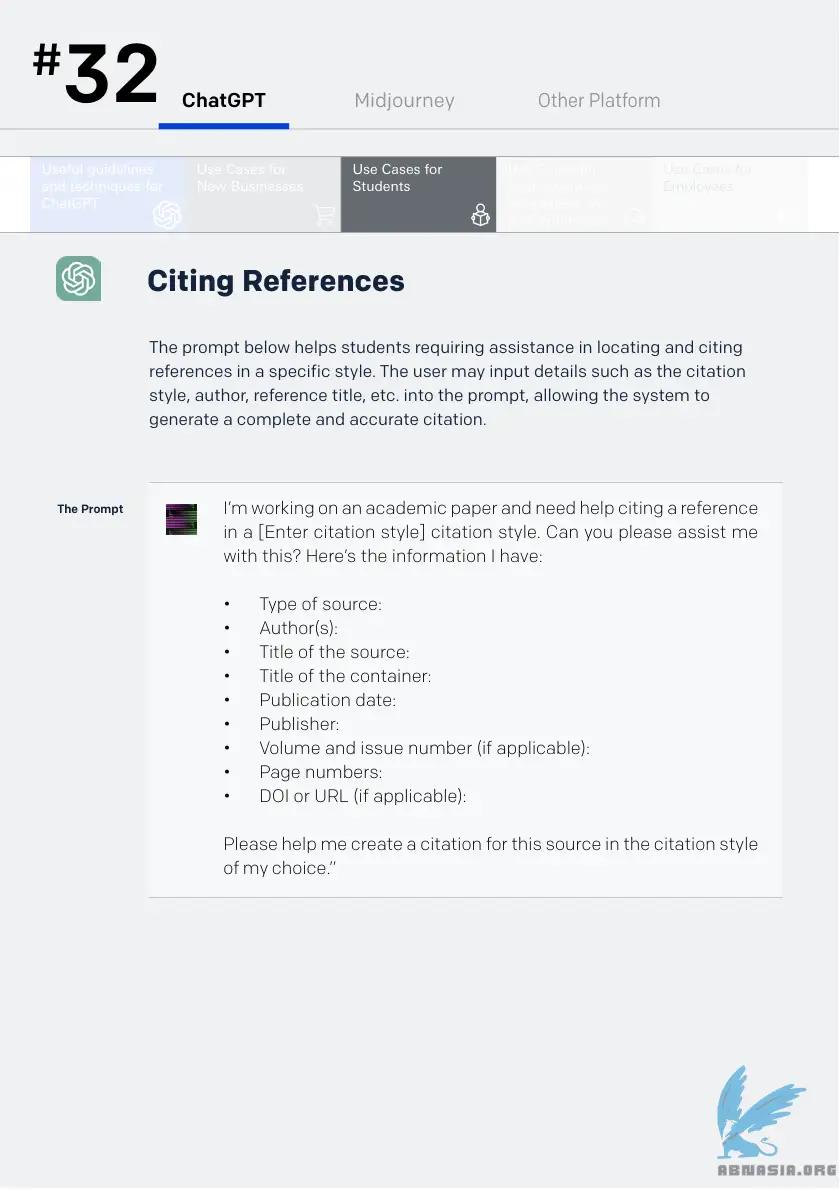 #32
ChatGPT
Midjourney
Other Platform
Useful guidelines
and techniques for
ChatGPT
Use Cases for
New Businesses
Use Cases for
Students
Use Cases for
Employees
Citing References
The prompt below helps students requiring assistance in locating and citing
references in a specific style. The user may input details such as the citation
style, author, reference title, etc. into the prompt, allowing the system to
generate a complete and accurate citation.
The Prompt
I’m working on an academic paper and need help citing a reference
in a [Enter citation style] citation style. Can you please assist me
with this? Here’s the information I have:
• Type of source:
• Author(s):
• Title of the source:
• Title of the container:
• Publication date:
• Publisher:
• Volume and issue number (if applicable):
• Page numbers:
• DOI or URL (if applicable):
Please help me create a citation for this source in the citation style
of my choice.”
ABNASIA.ORG